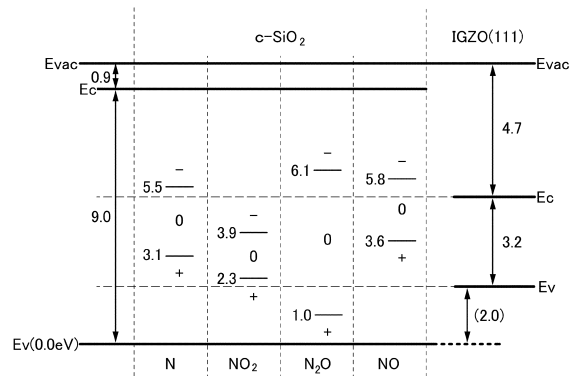 c-SiO₂ IGZO(111)
Evac Evac
0.9
Ec
4.7
− 6.1 −
5.5 5.8
Ec
9.0 0 − 0
3.9 0 3.6 3.2
3.1 0 +
+ 2.3
+ Ev
1.0 (2.0)
+
Ev(0.0eV)
N NO₂ N₂O NO